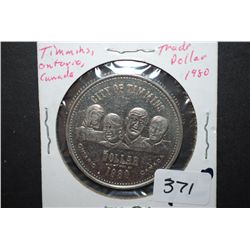 Timmins,
Ontario,
Canada
Trade
Dollar
1980
CITY OF TIMMINS
DOLLAR
1980
371